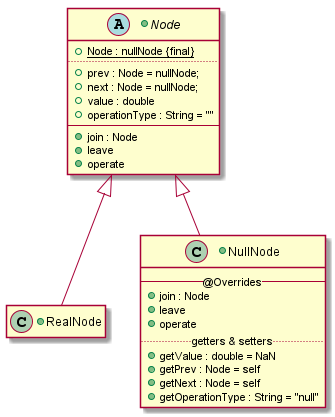 A Node
Node : nullNode {final}
prev : Node = nullNode;
next : Node = nullNode;
value : double
operationType : String = ""
join : Node
leave
operate
C RealNode
C NullNode
@Overrides
join : Node
leave
operate
getters & setters
getValue : double = NaN
getPrev : Node = self
getNext : Node = self
getOperationType : String = "null"